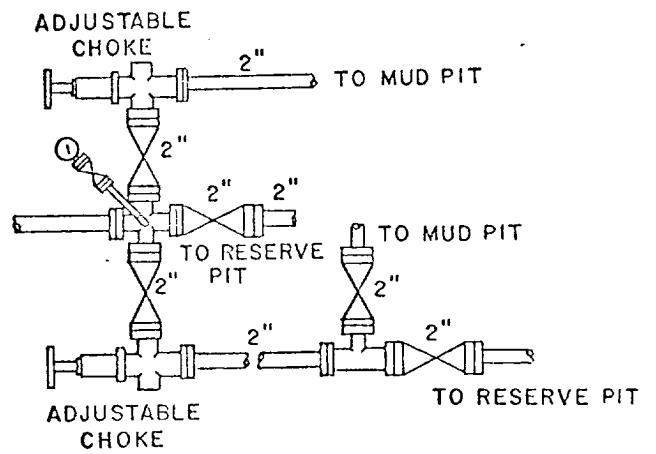 ADJUSTABLE
CHOKE
2"
TO MUD PIT
2"
1
2"
2"
TO RESERVE
PIT
TO MUD PIT
2"
2"
2"
2"
TO RESERVE PIT
ADJUSTABLE
CHOKE